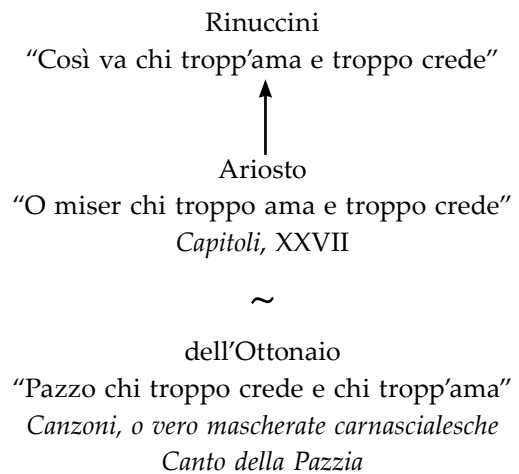 Rinuccini
“Così va chi tropp’ama e troppo crede”
Ariosto
“O miser chi troppo ama e troppo crede”
Capitoli, XXVII
~
dell’Ottonaio
“Pazzo chi troppo crede e chi tropp’ama”
Canzoni, o vero mascherate carnascialesche
Canto della Pazzia